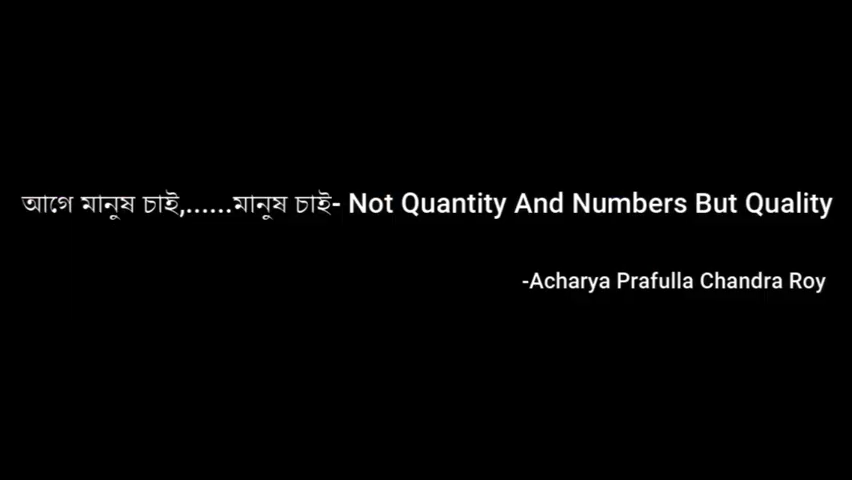 আগে মানুষ চাই,......মানুষ চাই- Not Quantity And Numbers But Quality
-Acharya Prafulla Chandra Roy